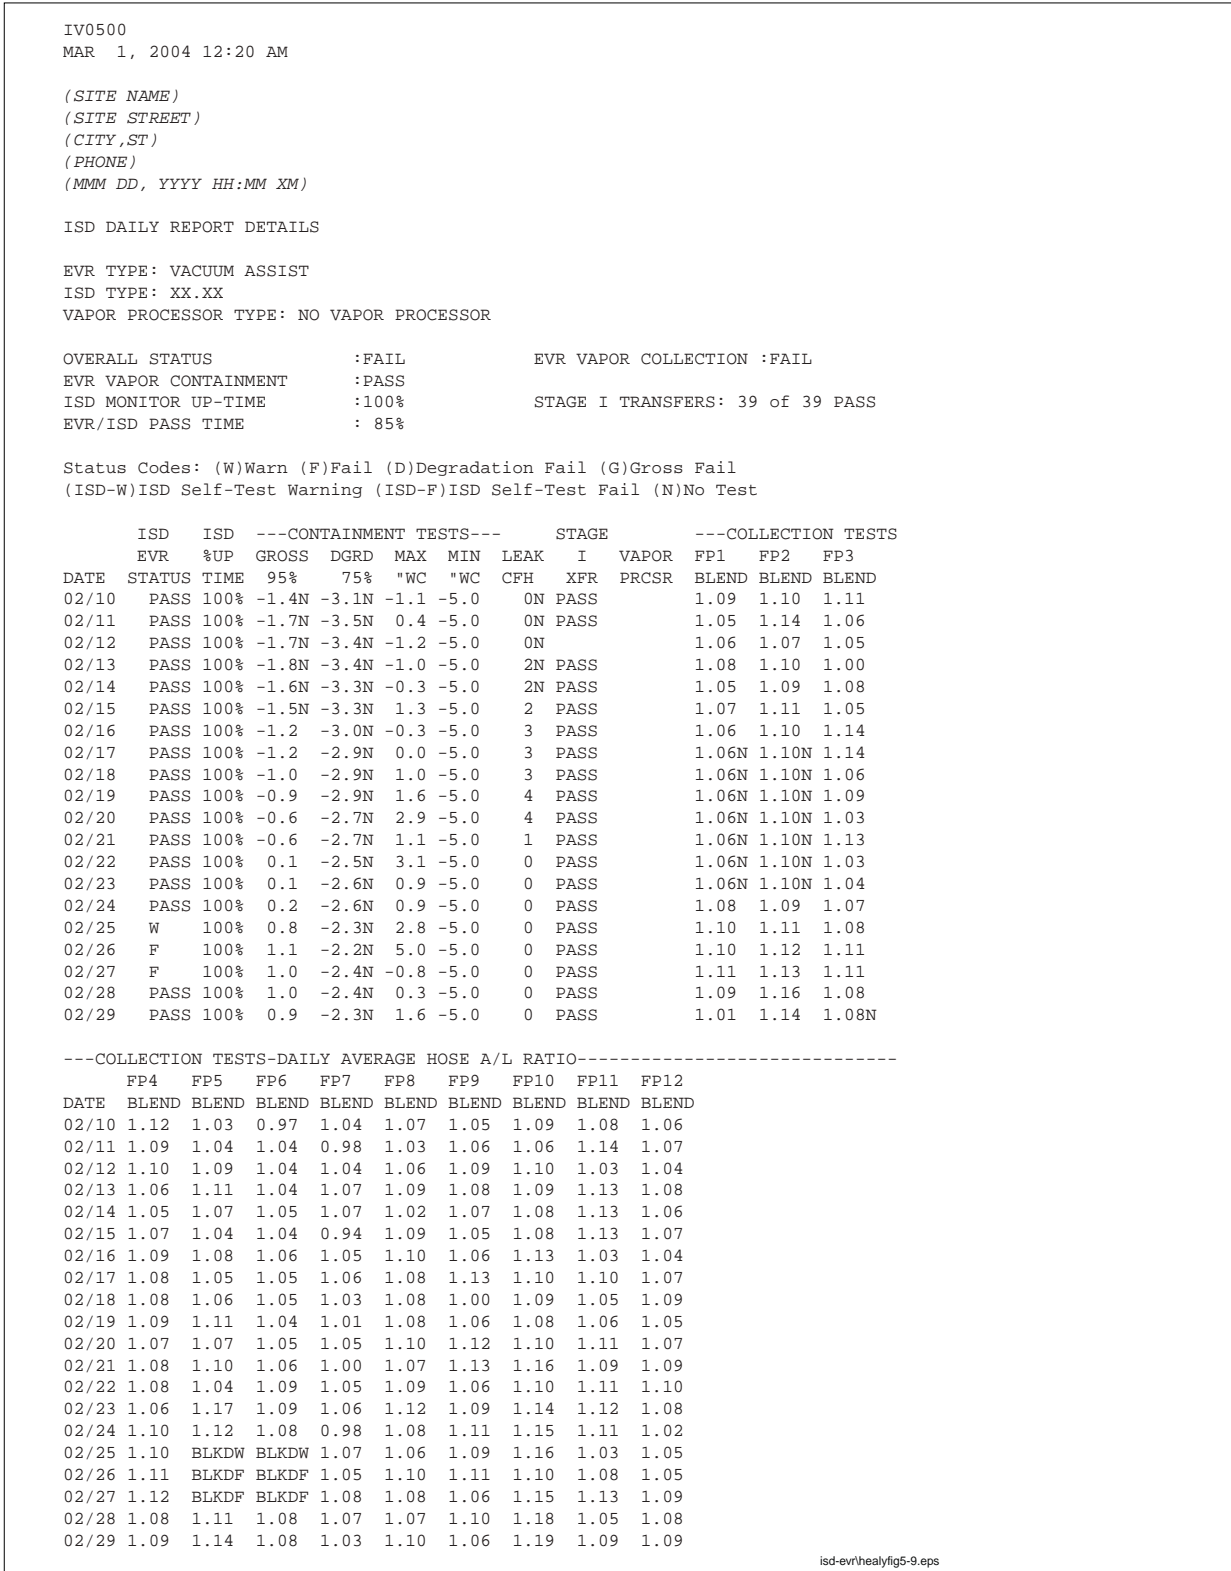 IV0500
MAR  1, 2004 12:20 AM

(SITE NAME)
(SITE STREET)
(CITY,ST)
(PHONE)
(MMM DD, YYYY HH:MM XM)

ISD DAILY REPORT DETAILS

EVR TYPE: VACUUM ASSIST
ISD TYPE: XX.XX
VAPOR PROCESSOR TYPE: NO VAPOR PROCESSOR

OVERALL STATUS             :FAIL            EVR VAPOR COLLECTION :FAIL
EVR VAPOR CONTAINMENT      :PASS
ISD MONITOR UP-TIME        :100%            STAGE I TRANSFERS: 39 of 39 PASS
EVR/ISD PASS TIME          : 85%

Status Codes: (W)Warn (F)Fail (D)Degradation Fail (G)Gross Fail
(ISD-W)ISD Self-Test Warning (ISD-F)ISD Self-Test Fail (N)No Test

       ISD   ISD  ---CONTAINMENT TESTS---     STAGE        ---COLLECTION TESTS
       EVR   %UP  GROSS  DGRD  MAX  MIN  LEAK   I   VAPOR  FP1   FP2   FP3
DATE  STATUS TIME  95%    75%  "WC  "WC  CFH   XFR  PRCSR  BLEND BLEND BLEND
02/10   PASS 100% -1.4N -3.1N -1.1 -5.0    0N PASS         1.09  1.10  1.11
02/11   PASS 100% -1.7N -3.5N  0.4 -5.0    0N PASS         1.05  1.14  1.06
02/12   PASS 100% -1.7N -3.4N -1.2 -5.0    0N              1.06  1.07  1.05
02/13   PASS 100% -1.8N -3.4N -1.0 -5.0    2N PASS         1.08  1.10  1.00
02/14   PASS 100% -1.6N -3.3N -0.3 -5.0    2N PASS         1.05  1.09  1.08
02/15   PASS 100% -1.5N -3.3N  1.3 -5.0    2  PASS         1.07  1.11  1.05
02/16   PASS 100% -1.2  -3.0N -0.3 -5.0    3  PASS         1.06  1.10  1.14
02/17   PASS 100% -1.2  -2.9N  0.0 -5.0    3  PASS         1.06N 1.10N 1.14
02/18   PASS 100% -1.0  -2.9N  1.0 -5.0    3  PASS         1.06N 1.10N 1.06
02/19   PASS 100% -0.9  -2.9N  1.6 -5.0    4  PASS         1.06N 1.10N 1.09
02/20   PASS 100% -0.6  -2.7N  2.9 -5.0    4  PASS         1.06N 1.10N 1.03
02/21   PASS 100% -0.6  -2.7N  1.1 -5.0    1  PASS         1.06N 1.10N 1.13
02/22   PASS 100%  0.1  -2.5N  3.1 -5.0    0  PASS         1.06N 1.10N 1.03
02/23   PASS 100%  0.1  -2.6N  0.9 -5.0    0  PASS         1.06N 1.10N 1.04
02/24   PASS 100%  0.2  -2.6N  0.9 -5.0    0  PASS         1.08  1.09  1.07
02/25   W    100%  0.8  -2.3N  2.8 -5.0    0  PASS         1.10  1.11  1.08
02/26   F    100%  1.1  -2.2N  5.0 -5.0    0  PASS         1.10  1.12  1.11
02/27   F    100%  1.0  -2.4N -0.8 -5.0    0  PASS         1.11  1.13  1.11
02/28   PASS 100%  1.0  -2.4N  0.3 -5.0    0  PASS         1.09  1.16  1.08
02/29   PASS 100%  0.9  -2.3N  1.6 -5.0    0  PASS         1.01  1.14  1.08N

---COLLECTION TESTS-DAILY AVERAGE HOSE A/L RATIO------------------------------
      FP4   FP5   FP6   FP7   FP8   FP9   FP10  FP11  FP12
DATE  BLEND BLEND BLEND BLEND BLEND BLEND BLEND BLEND BLEND
02/10 1.12  1.03  0.97  1.04  1.07  1.05  1.09  1.08  1.06
02/11 1.09  1.04  1.04  0.98  1.03  1.06  1.06  1.14  1.07
02/12 1.10  1.09  1.04  1.04  1.06  1.09  1.10  1.03  1.04
02/13 1.06  1.11  1.04  1.07  1.09  1.08  1.09  1.13  1.08
02/14 1.05  1.07  1.05  1.07  1.02  1.07  1.08  1.13  1.06
02/15 1.07  1.04  1.04  0.94  1.09  1.05  1.08  1.13  1.07
02/16 1.09  1.08  1.06  1.05  1.10  1.06  1.13  1.03  1.04
02/17 1.08  1.05  1.05  1.06  1.08  1.13  1.10  1.10  1.07
02/18 1.08  1.06  1.05  1.03  1.08  1.00  1.09  1.05  1.09
02/19 1.09  1.11  1.04  1.01  1.08  1.06  1.08  1.06  1.05
02/20 1.07  1.07  1.05  1.05  1.10  1.12  1.10  1.11  1.07
02/21 1.08  1.10  1.06  1.00  1.07  1.13  1.16  1.09  1.09
02/22 1.08  1.04  1.09  1.05  1.09  1.06  1.10  1.11  1.10
02/23 1.06  1.17  1.09  1.06  1.12  1.09  1.14  1.12  1.08
02/24 1.10  1.12  1.08  0.98  1.08  1.11  1.15  1.11  1.02
02/25 1.10  BLKDW BLKDW 1.07  1.06  1.09  1.16  1.03  1.05
02/26 1.11  BLKDF BLKDF 1.05  1.10  1.11  1.10  1.08  1.05
02/27 1.12  BLKDF BLKDF 1.08  1.08  1.06  1.15  1.13  1.09
02/28 1.08  1.11  1.08  1.07  1.07  1.10  1.18  1.05  1.08
02/29 1.09  1.14  1.08  1.03  1.10  1.06  1.19  1.09  1.09
isd-evr\healyfig5-9.eps